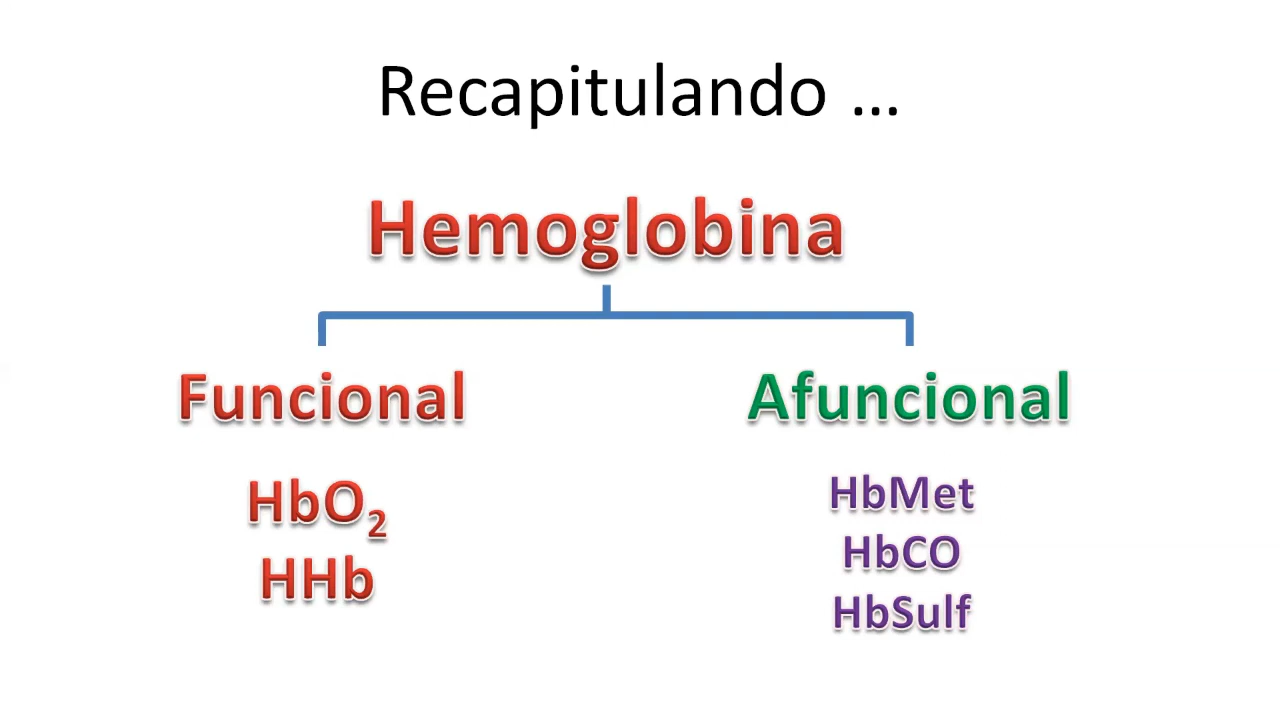 Recapitulando ...
Hemoglobina
Funcional
Afuncional
HbO₂
HHb
HbMet
HbCO
HbSulf